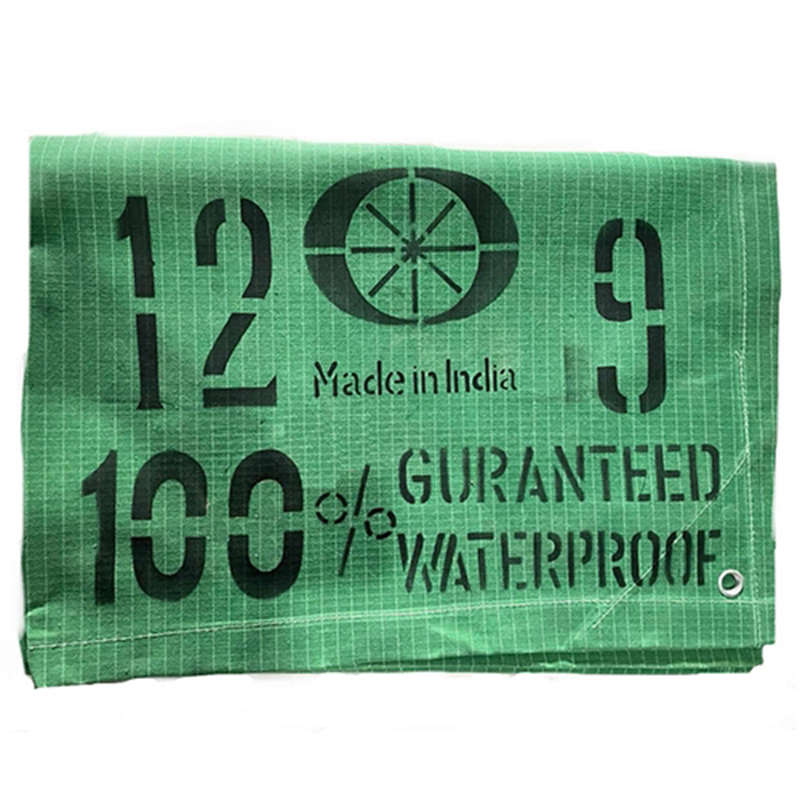 12 9
Made in India
100% GURANTEED
WATERPROOF